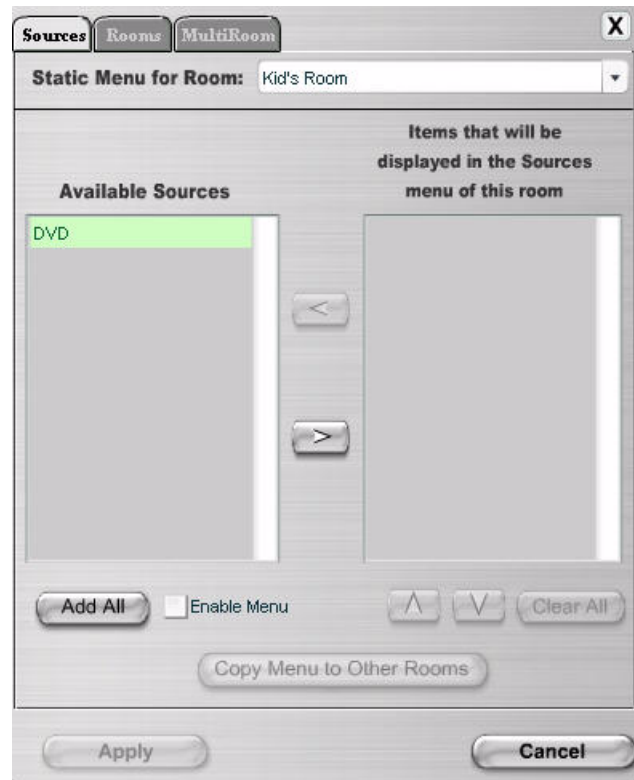 Sources Rooms MultiRoom X
Static Menu for Room: Kid's Room
Items that will be
displayed in the Sources
menu of this room
Available Sources
DVD
<
>
Add All Enable Menu Λ V Clear All
Copy Menu to Other Rooms
Apply Cancel